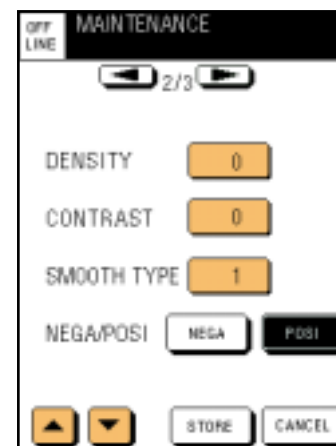 OFF LINE MAINTENANCE
2/3
DENSITY 0
CONTRAST 0
SMOOTH TYPE 1
NEGA/POSI NEGA POSI
STORE CANCEL